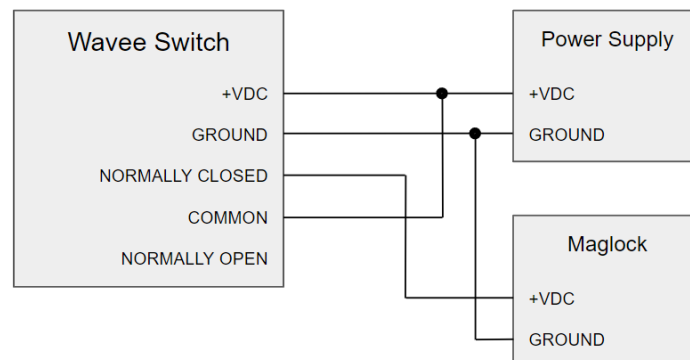 Wavee Switch
+VDC
GROUND
NORMALLY CLOSED
COMMON
NORMALLY OPEN
Power Supply
+VDC
GROUND
Maglock
+VDC
GROUND